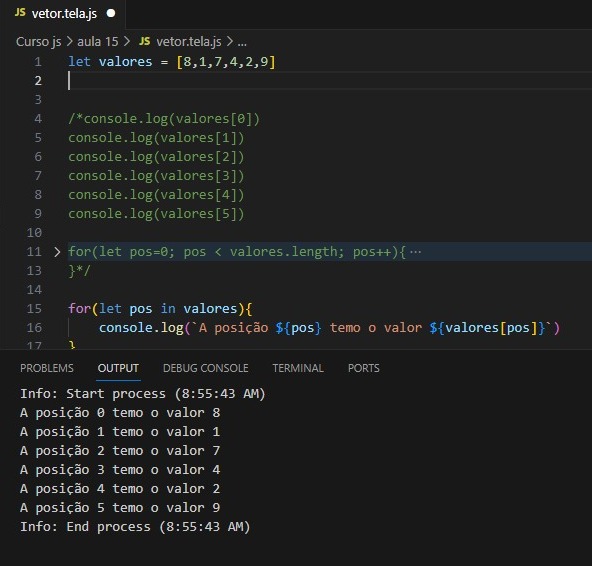 JS vetor.tela.js ●
Curso js > aula 15 > JS vetor.tela.js > ...
1 let valores = [8,1,7,4,2,9]
2
3
4 /*console.log(valores[0])
5 console.log(valores[1])
6 console.log(valores[2])
7 console.log(valores[3])
8 console.log(valores[4])
9 console.log(valores[5])
10
11 > for(let pos=0; pos < valores.length; pos++){ ···
13 }*/
14
15 for(let pos in valores){
16 console.log(`A posição ${pos} temo o valor ${valores[pos]}`)
17 }
PROBLEMS OUTPUT DEBUG CONSOLE TERMINAL PORTS
Info: Start process (8:55:43 AM)
A posição 0 temo o valor 8
A posição 1 temo o valor 1
A posição 2 temo o valor 7
A posição 3 temo o valor 4
A posição 4 temo o valor 2
A posição 5 temo o valor 9
Info: End process (8:55:43 AM)